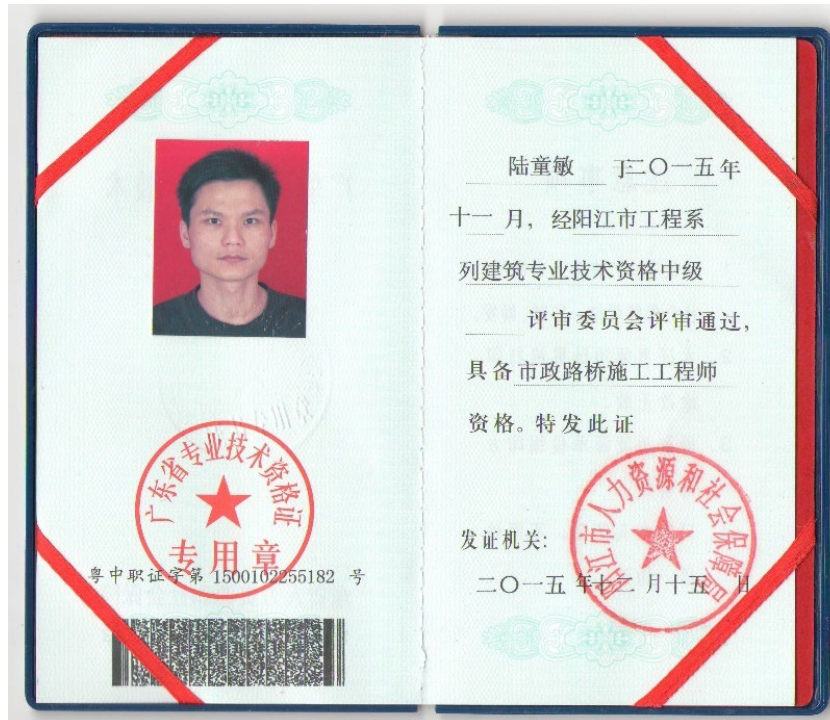 广东省专业技术资格证
专用章
粤中职证字第 1500102255182 号
陆童敏 于二〇一五年
十一月，经阳江市工程系
列建筑专业技术资格中级
评审委员会评审通过，
具备市政路桥施工工程师
资格。特发此证
阳江市人力资源和社会保障局
发证机关：
二〇一五年十二月十五日